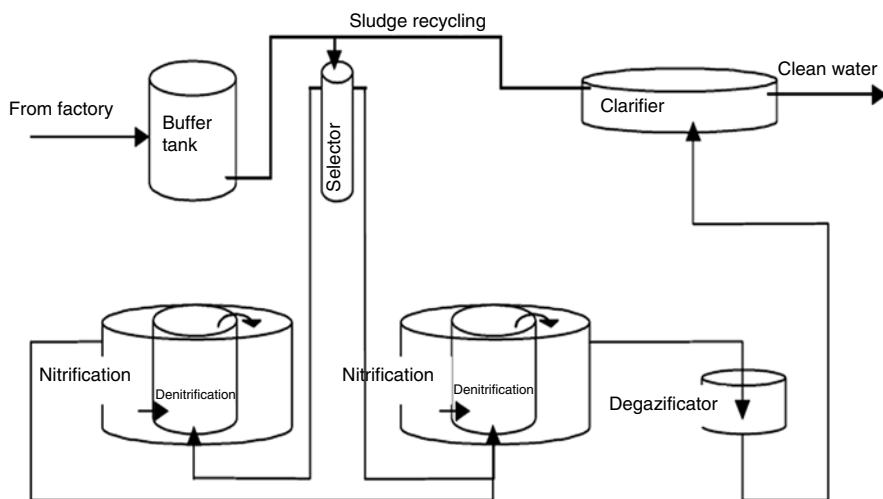 Sludge recycling
Clean water
From factory
Buffer
tank
Selector
Clarifier
Nitrification
Denitrification
Nitrification
Denitrification
Degazificator